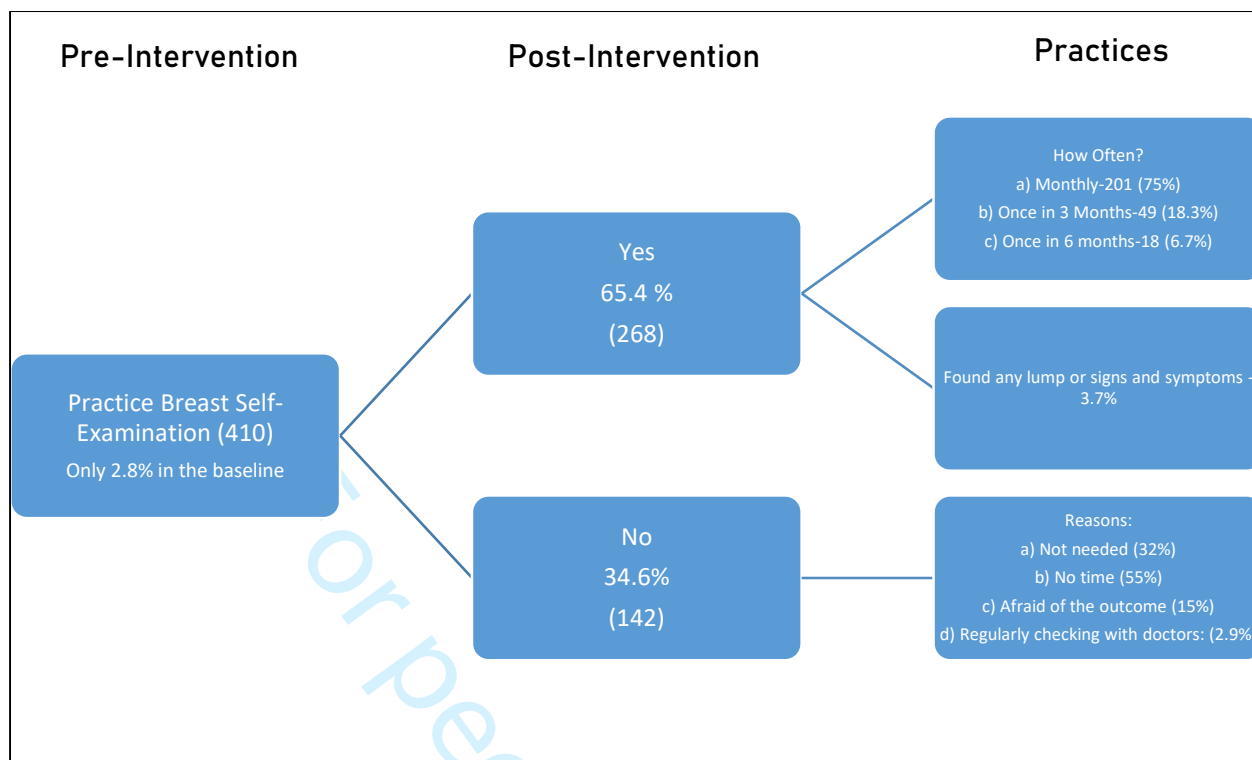 Pre-Intervention
Post-Intervention
Practices
Practice Breast Self-
Examination (410)
Only 2.8% in the baseline
Yes
65.4 %
(268)
No
34.6%
(142)
How Often?
a) Monthly-201 (75%)
b) Once in 3 Months-49 (18.3%)
c) Once in 6 months-18 (6.7%)
Found any lump or signs and symptoms -
3.7%
Reasons:
a) Not needed (32%)
b) No time (55%)
c) Afraid of the outcome (15%)
d) Regularly checking with doctors: (2.9%
For pee